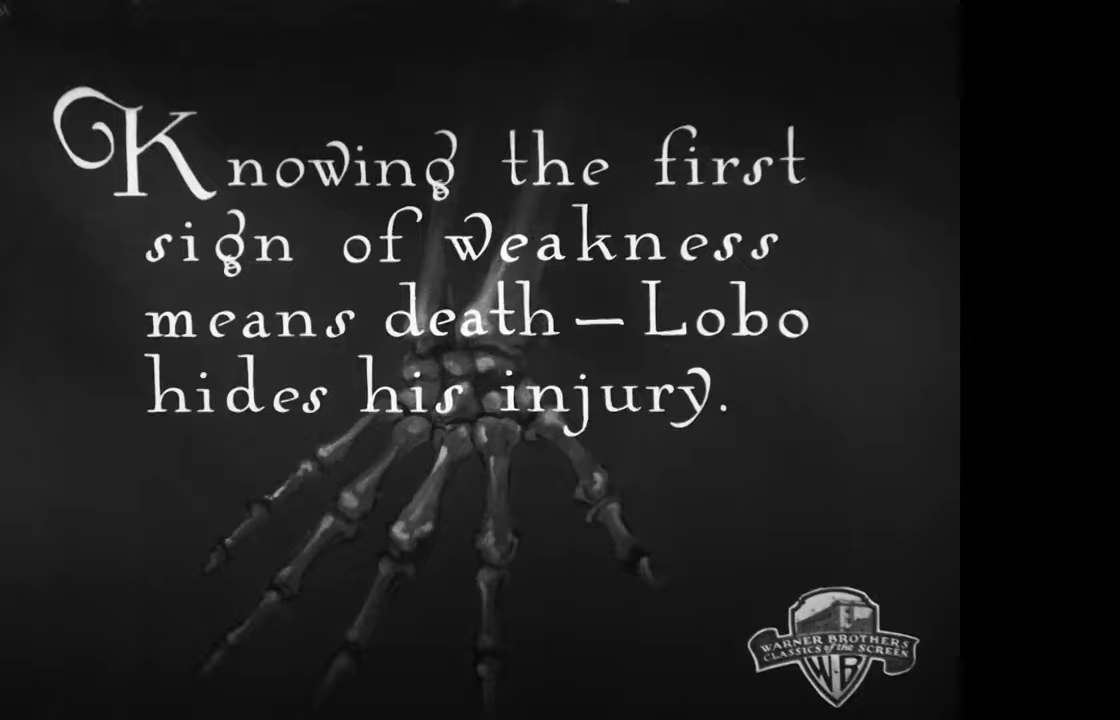 Knowing the first
sign of weakness
means death — Lobo
hides his injury.
WARNER BROTHERS
CLASSICS of the SCREEN
WB